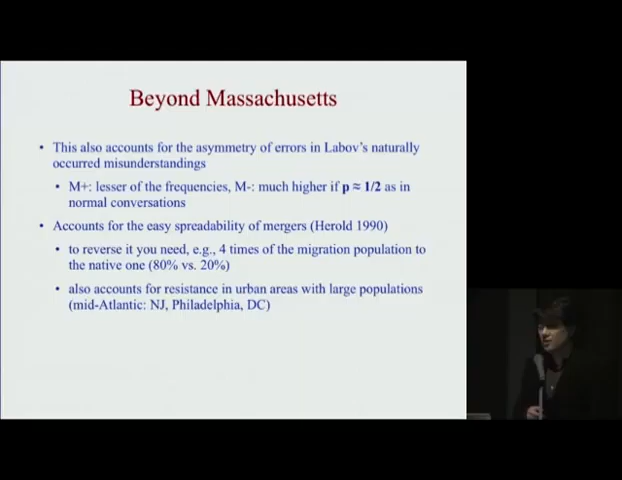 Beyond Massachusetts
• This also accounts for the asymmetry of errors in Labov's naturally
occurred misunderstandings
• M+: lesser of the frequencies, M-: much higher if p ≈ 1/2 as in
normal conversations
• Accounts for the easy spreadability of mergers (Herold 1990)
• to reverse it you need, e.g., 4 times of the migration population to
the native one (80% vs. 20%)
• also accounts for resistance in urban areas with large populations
(mid-Atlantic: NJ, Philadelphia, DC)